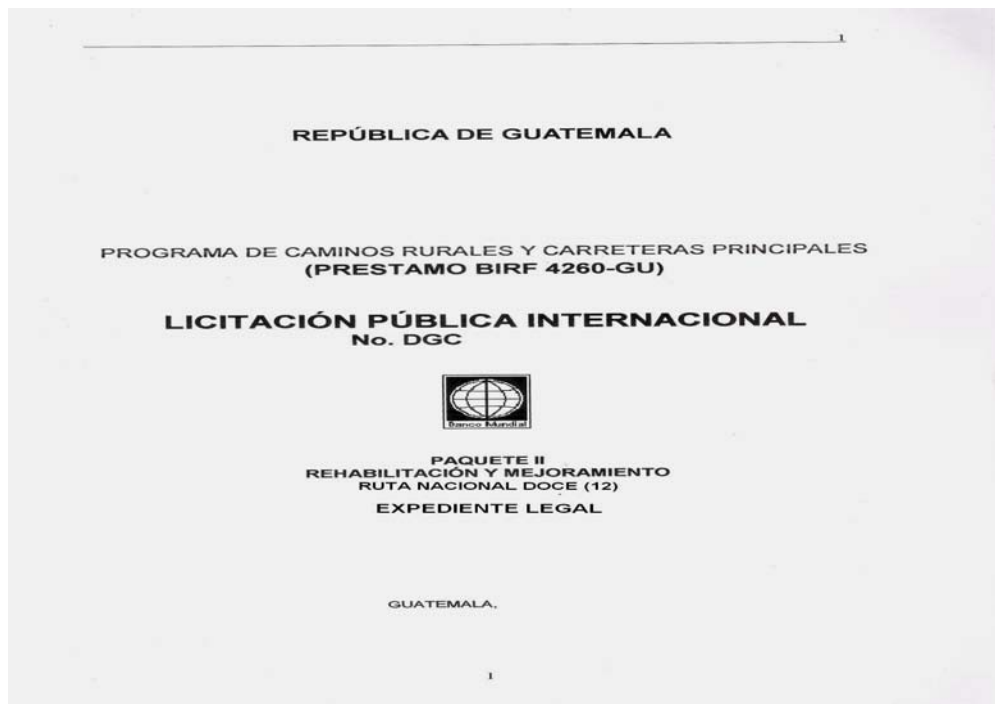 1
REPÚBLICA DE GUATEMALA
PROGRAMA DE CAMINOS RURALES Y CARRETERAS PRINCIPALES
(PRESTAMO BIRF 4260-GU)
LICITACIÓN PÚBLICA INTERNACIONAL
No. DGC
Banco Mundial
PAQUETE II
REHABILITACIÓN Y MEJORAMIENTO
RUTA NACIONAL DOCE (12)
EXPEDIENTE LEGAL
GUATEMALA,
1